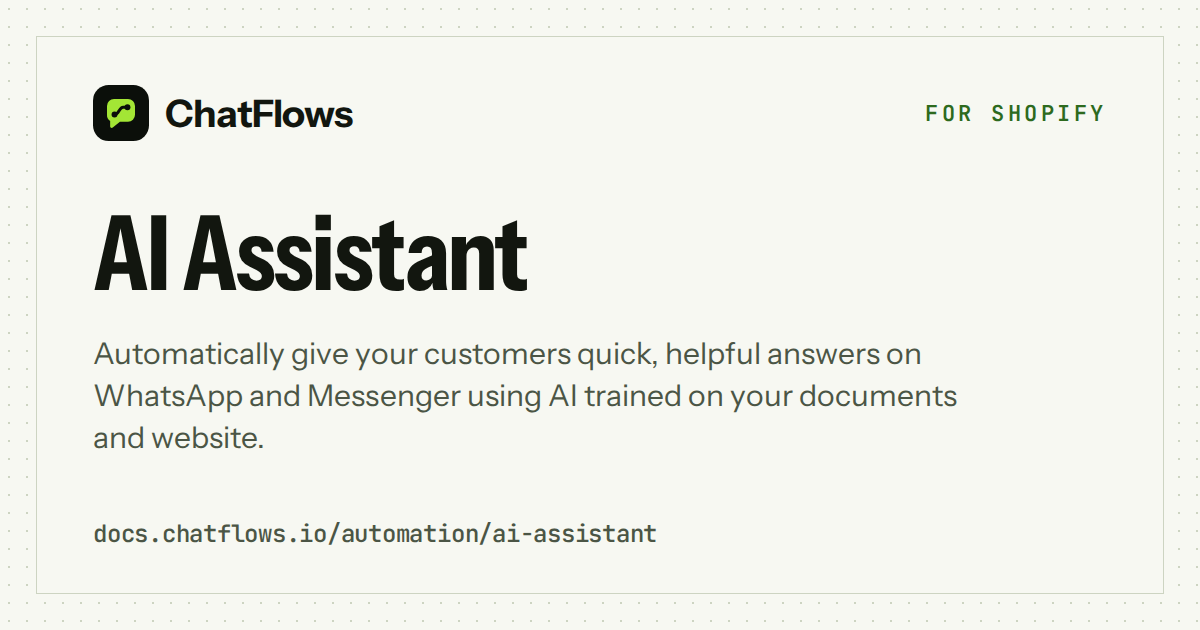 ChatFlows
FOR SHOPIFY
AI Assistant
Automatically give your customers quick, helpful answers on
WhatsApp and Messenger using AI trained on your documents
and website.
docs.chatflows.io/automation/ai-assistant